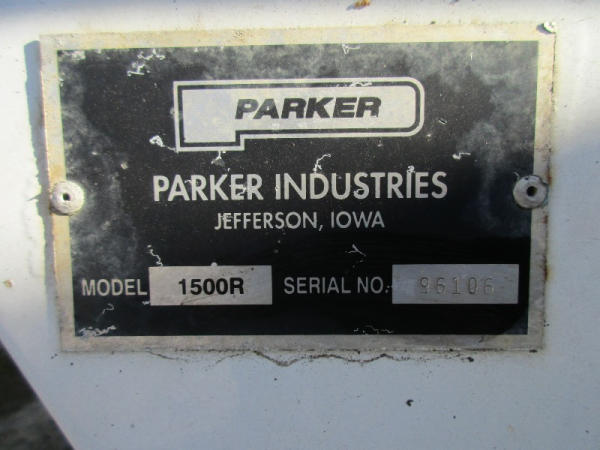 PARKER
PARKER INDUSTRIES
JEFFERSON, IOWA
MODEL 1500R SERIAL NO. 96106